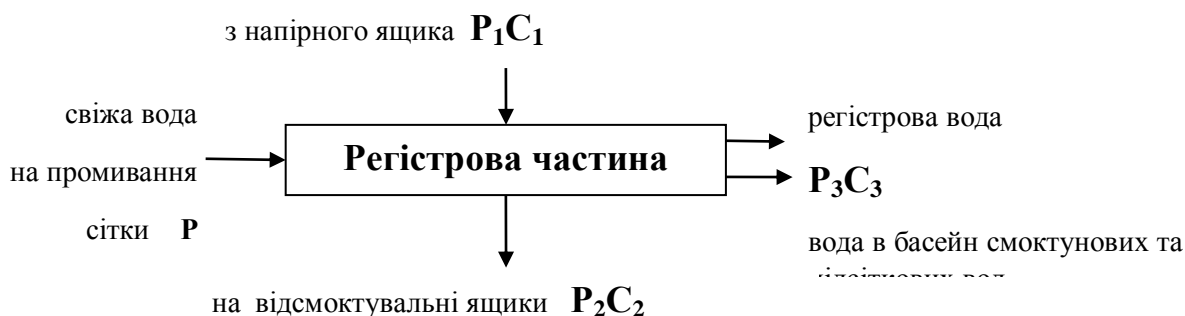 з напірного ящика P₁C₁
свіжа вода
на промивання
сітки P
Регістрова частина
регістрова вода
P₃C₃
вода в басейн смоктунових та
на відсмоктувальні ящики P₂C₂